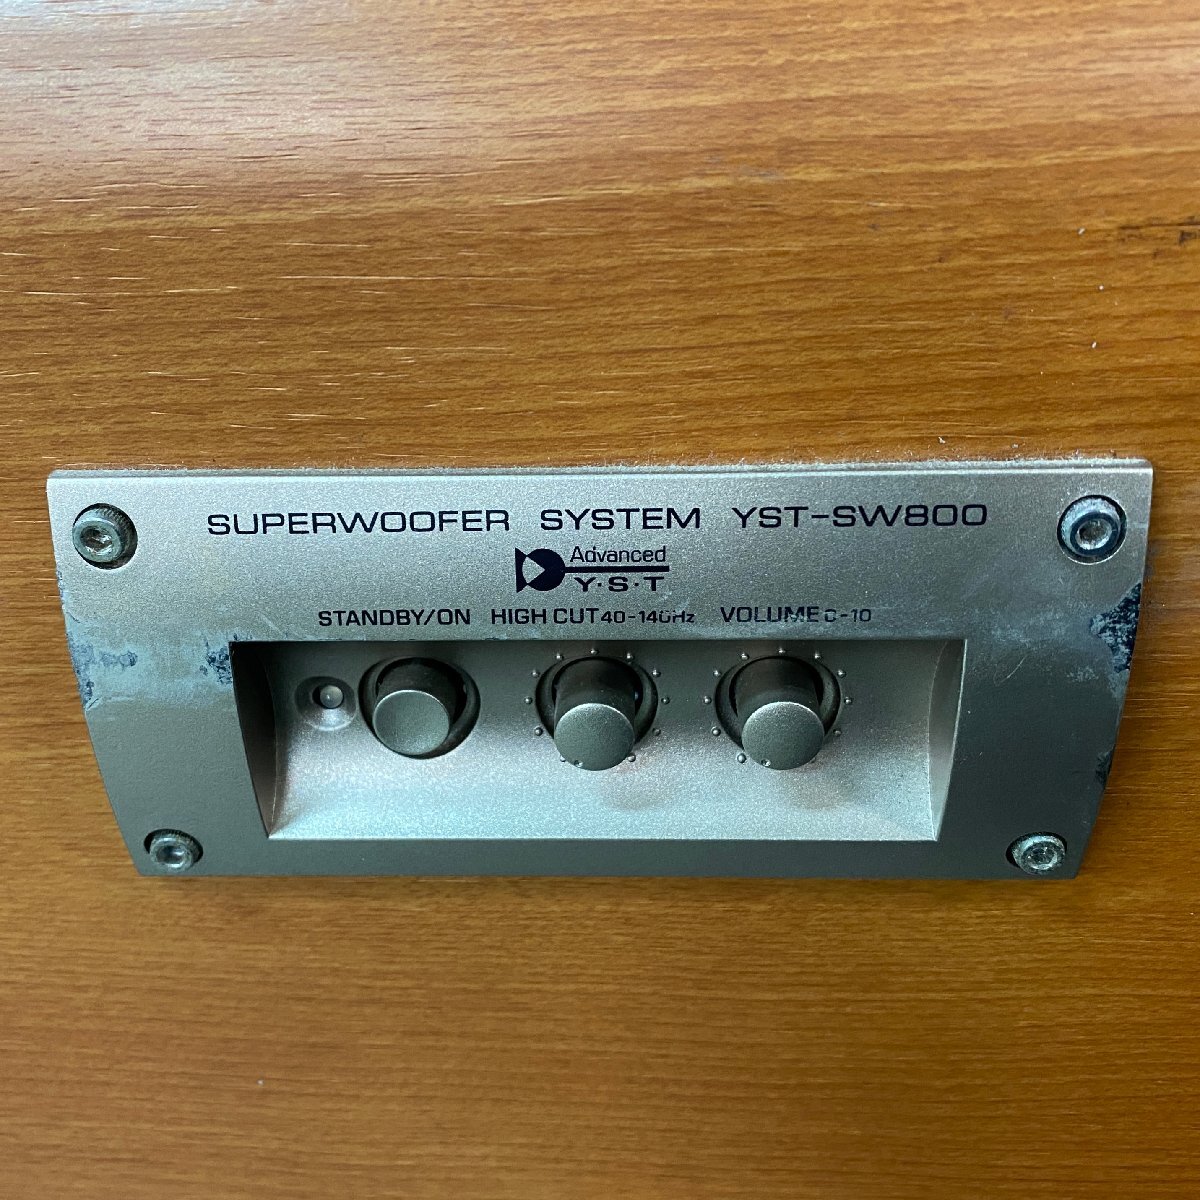 SUPERWOOFER SYSTEM YST-SW800
Advanced
Y·S·T
STANDBY/ON HIGH CUT 40-140Hz VOLUME 0-10